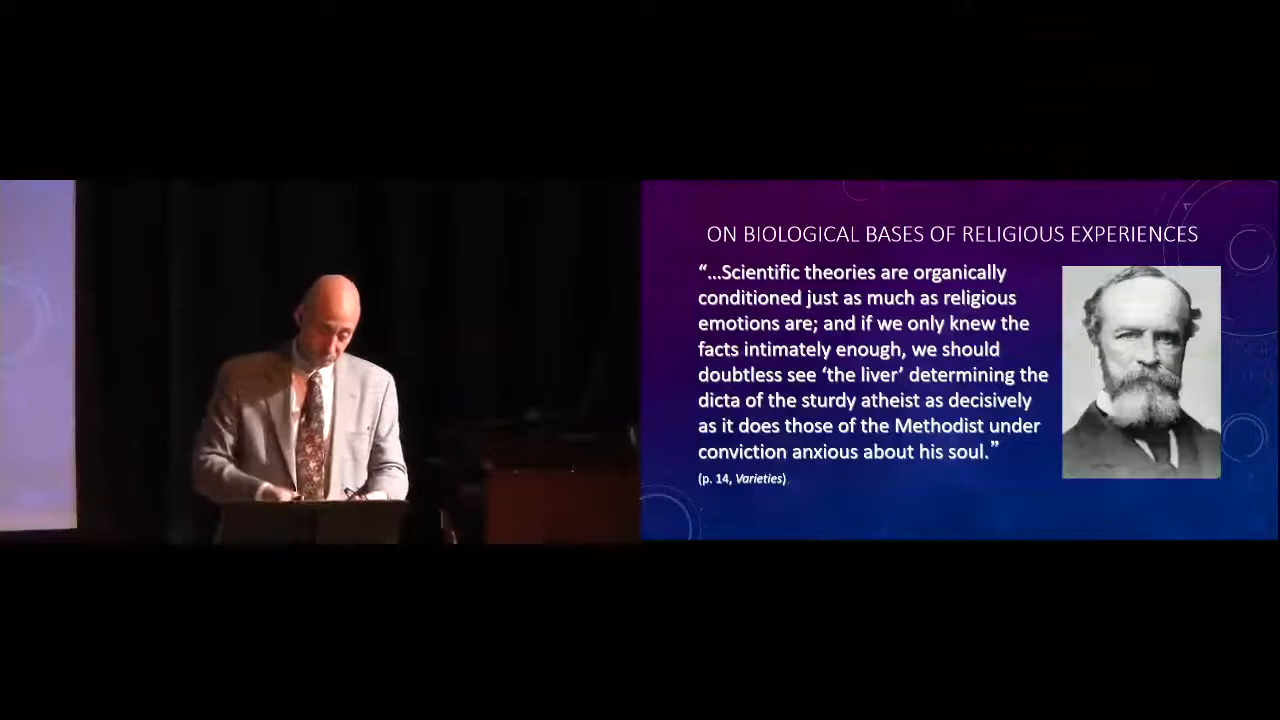 ON BIOLOGICAL BASES OF RELIGIOUS EXPERIENCES
“...Scientific theories are organically
conditioned just as much as religious
emotions are; and if we only knew the
facts intimately enough, we should
doubtless see ‘the liver’ determining the
dicta of the sturdy atheist as decisively
as it does those of the Methodist under
conviction anxious about his soul.”
(p. 14, Varieties)